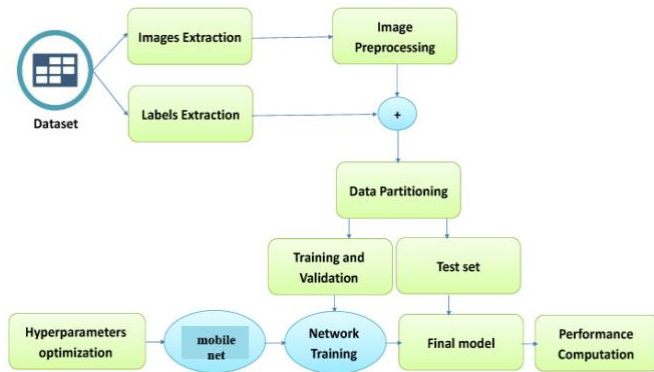 Images Extraction
Image
Preprocessing
Dataset
Labels Extraction
+
Data Partitioning
Training and
Validation
Test set
Hyperparameters
optimization
mobile
net
Network
Training
Final model
Performance
Computation